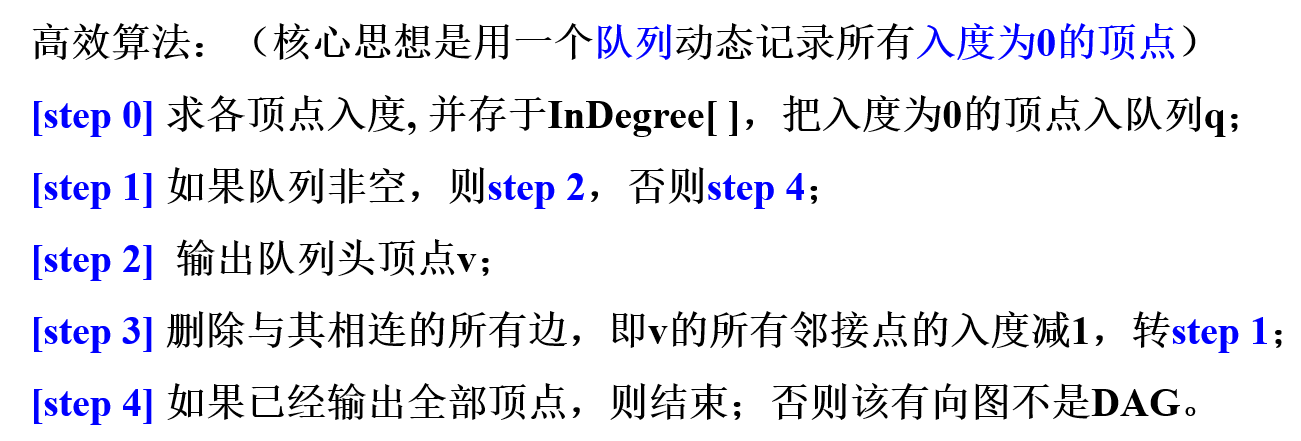 高效算法：（核心思想是用一个队列动态记录所有入度为0的顶点）
[step 0] 求各顶点入度, 并存于InDegree[ ]，把入度为0的顶点入队列q；
[step 1] 如果队列非空，则step 2，否则step 4；
[step 2] 输出队列头顶点v；
[step 3] 删除与其相连的所有边，即v的所有邻接点的入度减1，转step 1；
[step 4] 如果已经输出全部顶点，则结束；否则该有向图不是DAG。